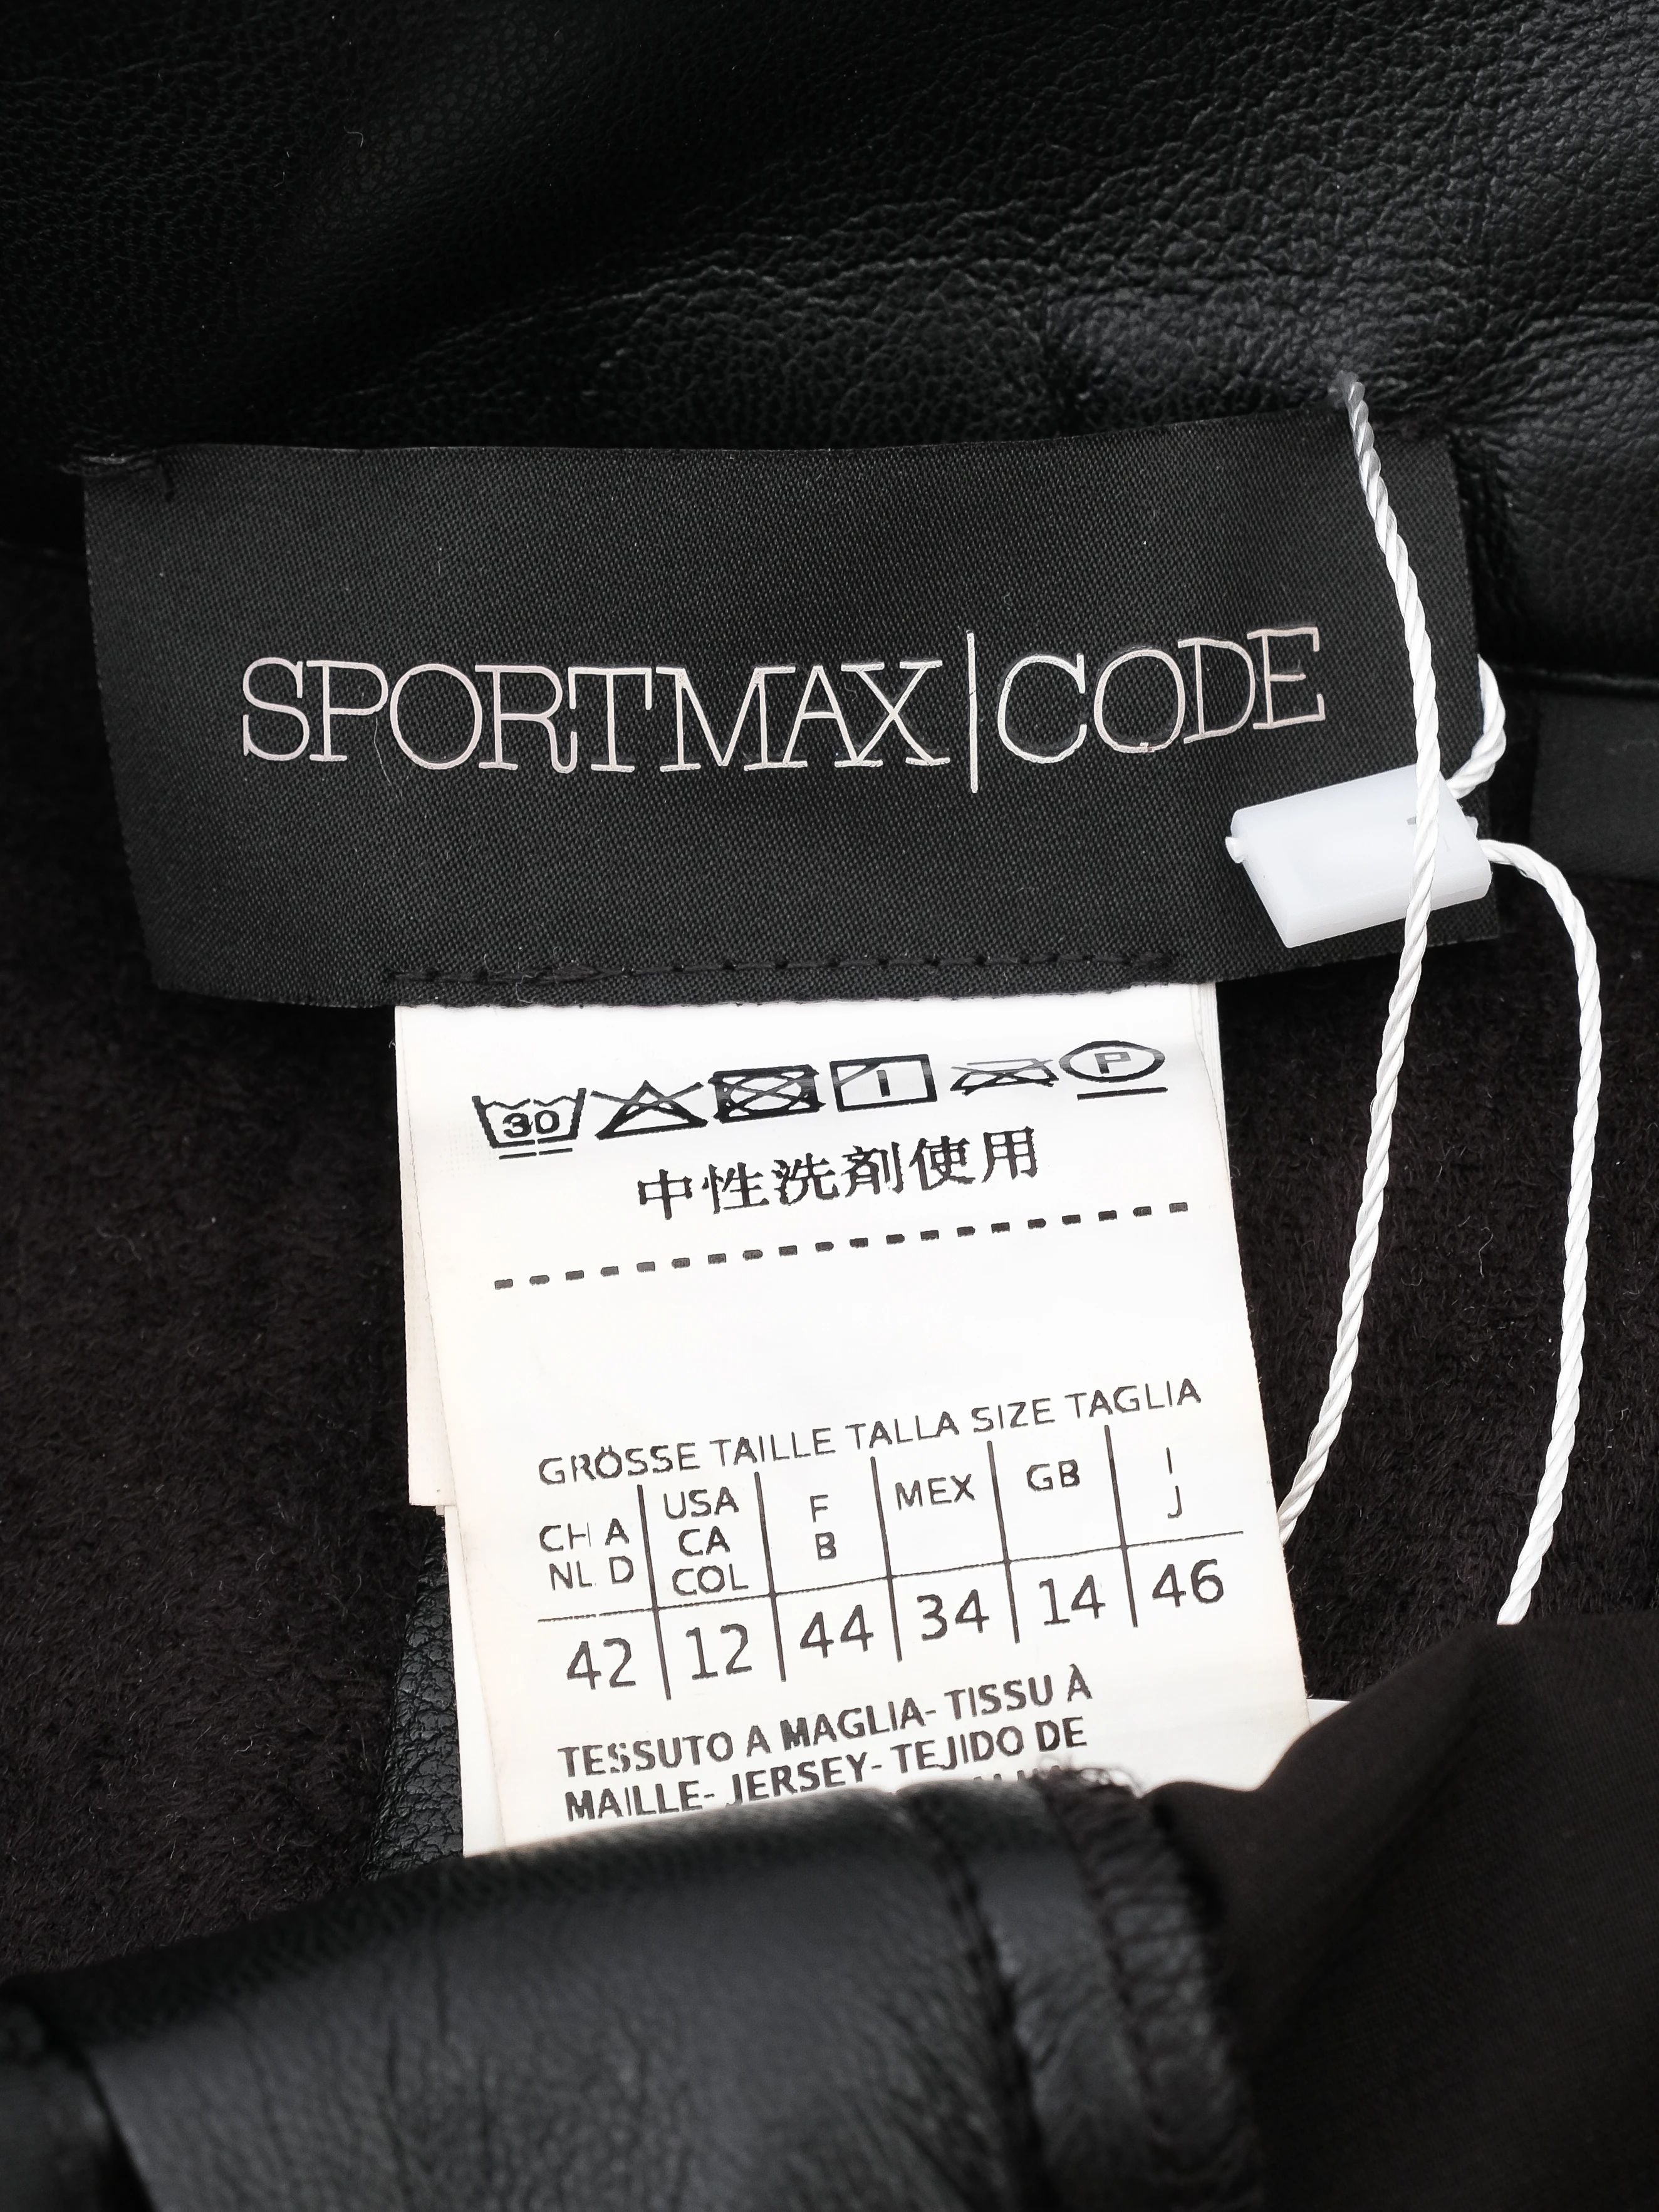 SPORTMAX|CODE
30 P
中性洗剤使用
GRÖSSE TAILLE TALLA SIZE TAGLIA
CH A NL D | USA CA COL | F B | MEX | GB | I J
42 | 12 | 44 | 34 | 14 | 46
TESSUTO A MAGLIA- TISSU À
MAILLE- JERSEY- TEJIDO DE